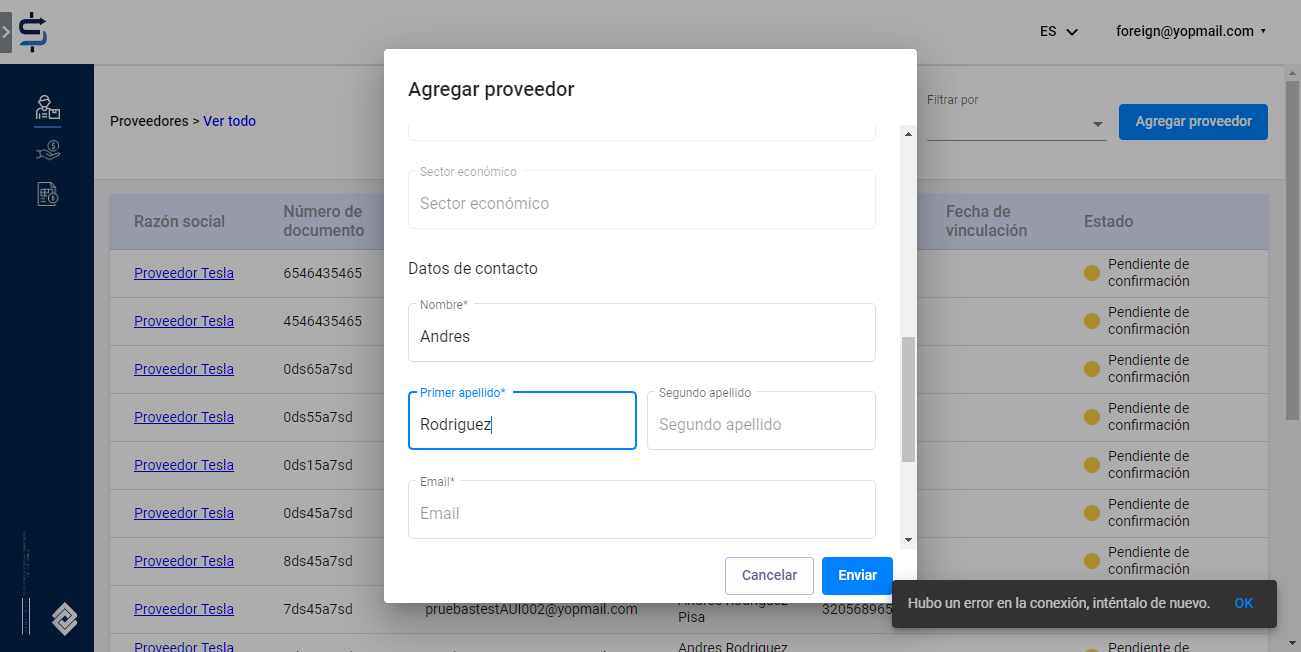 ES
foreign@yopmail.com
Agregar proveedor
Proveedores > Ver todo
Filtrar por
Agregar proveedor
Sector económico
Sector económico
Datos de contacto
Nombre*
Andres
Primer apellido*
Rodriguez
Segundo apellido
Segundo apellido
Email*
Email
Cancelar
Enviar
Razón social
Número de
documento
Fecha de
vinculación
Estado
Proveedor Tesla
6546435465
Pendiente de
confirmación
Proveedor Tesla
4546435465
Pendiente de
confirmación
Proveedor Tesla
0ds65a7sd
Pendiente de
confirmación
Proveedor Tesla
0ds55a7sd
Pendiente de
confirmación
Proveedor Tesla
0ds15a7sd
Pendiente de
confirmación
Proveedor Tesla
0ds45a7sd
Pendiente de
confirmación
Proveedor Tesla
8ds45a7sd
Pendiente de
confirmación
Proveedor Tesla
7ds45a7sd
pruebastestAUI002@yopmail.com
Andres Rodriguez
Pisa
320568965
Proveedor Tesla
Andres Rodriguez
Pendiente de
Hubo un error en la conexión, inténtalo de nuevo.
OK